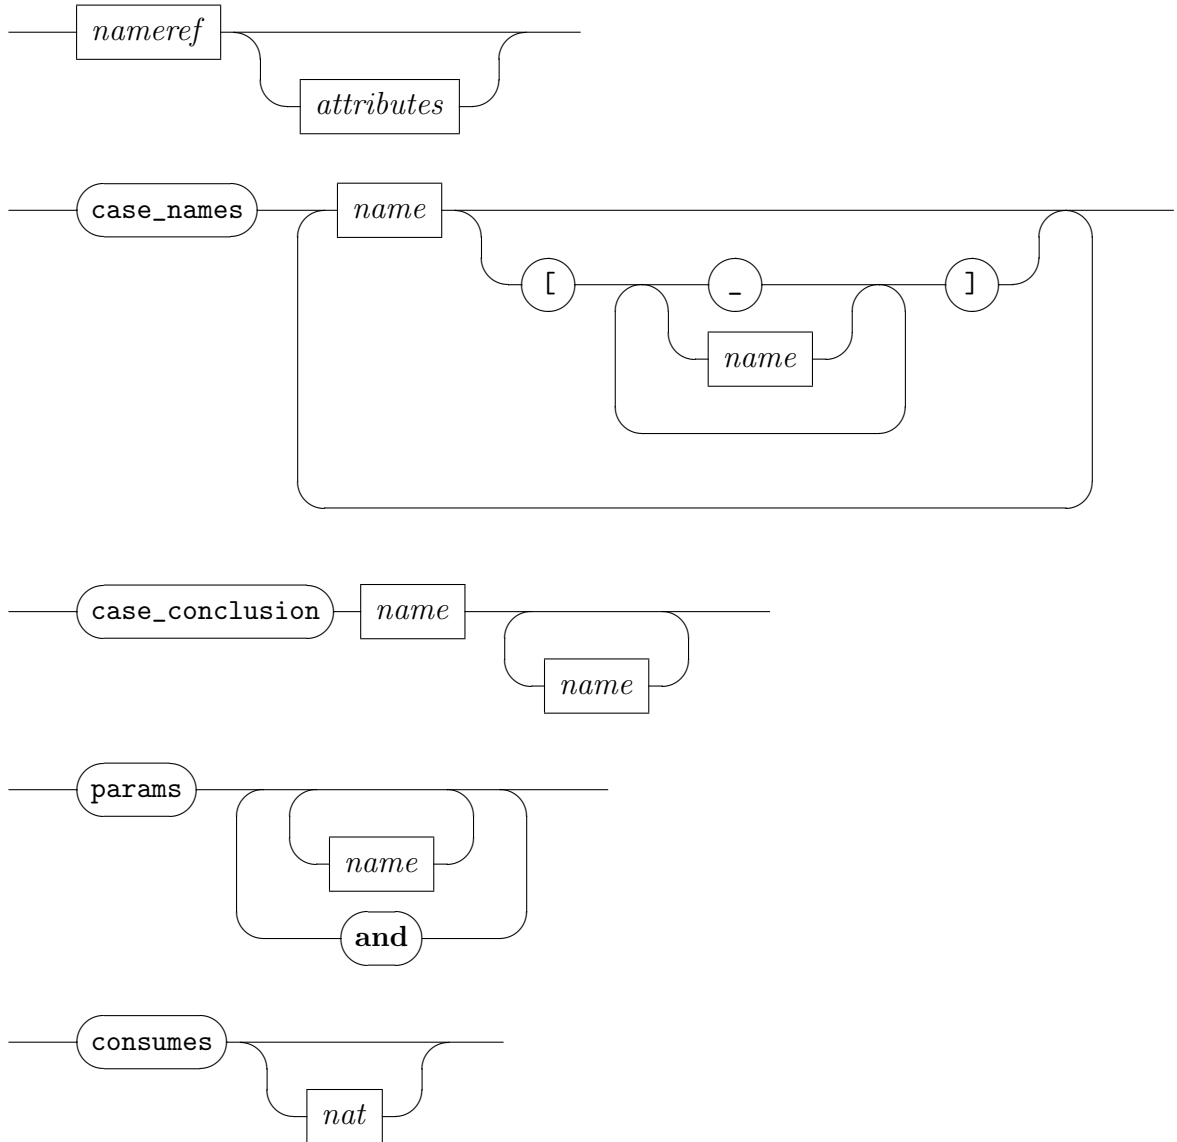 nameref
attributes
case_names name
[ _ ]
name
case_conclusion name
name
params
name
and
consumes
nat